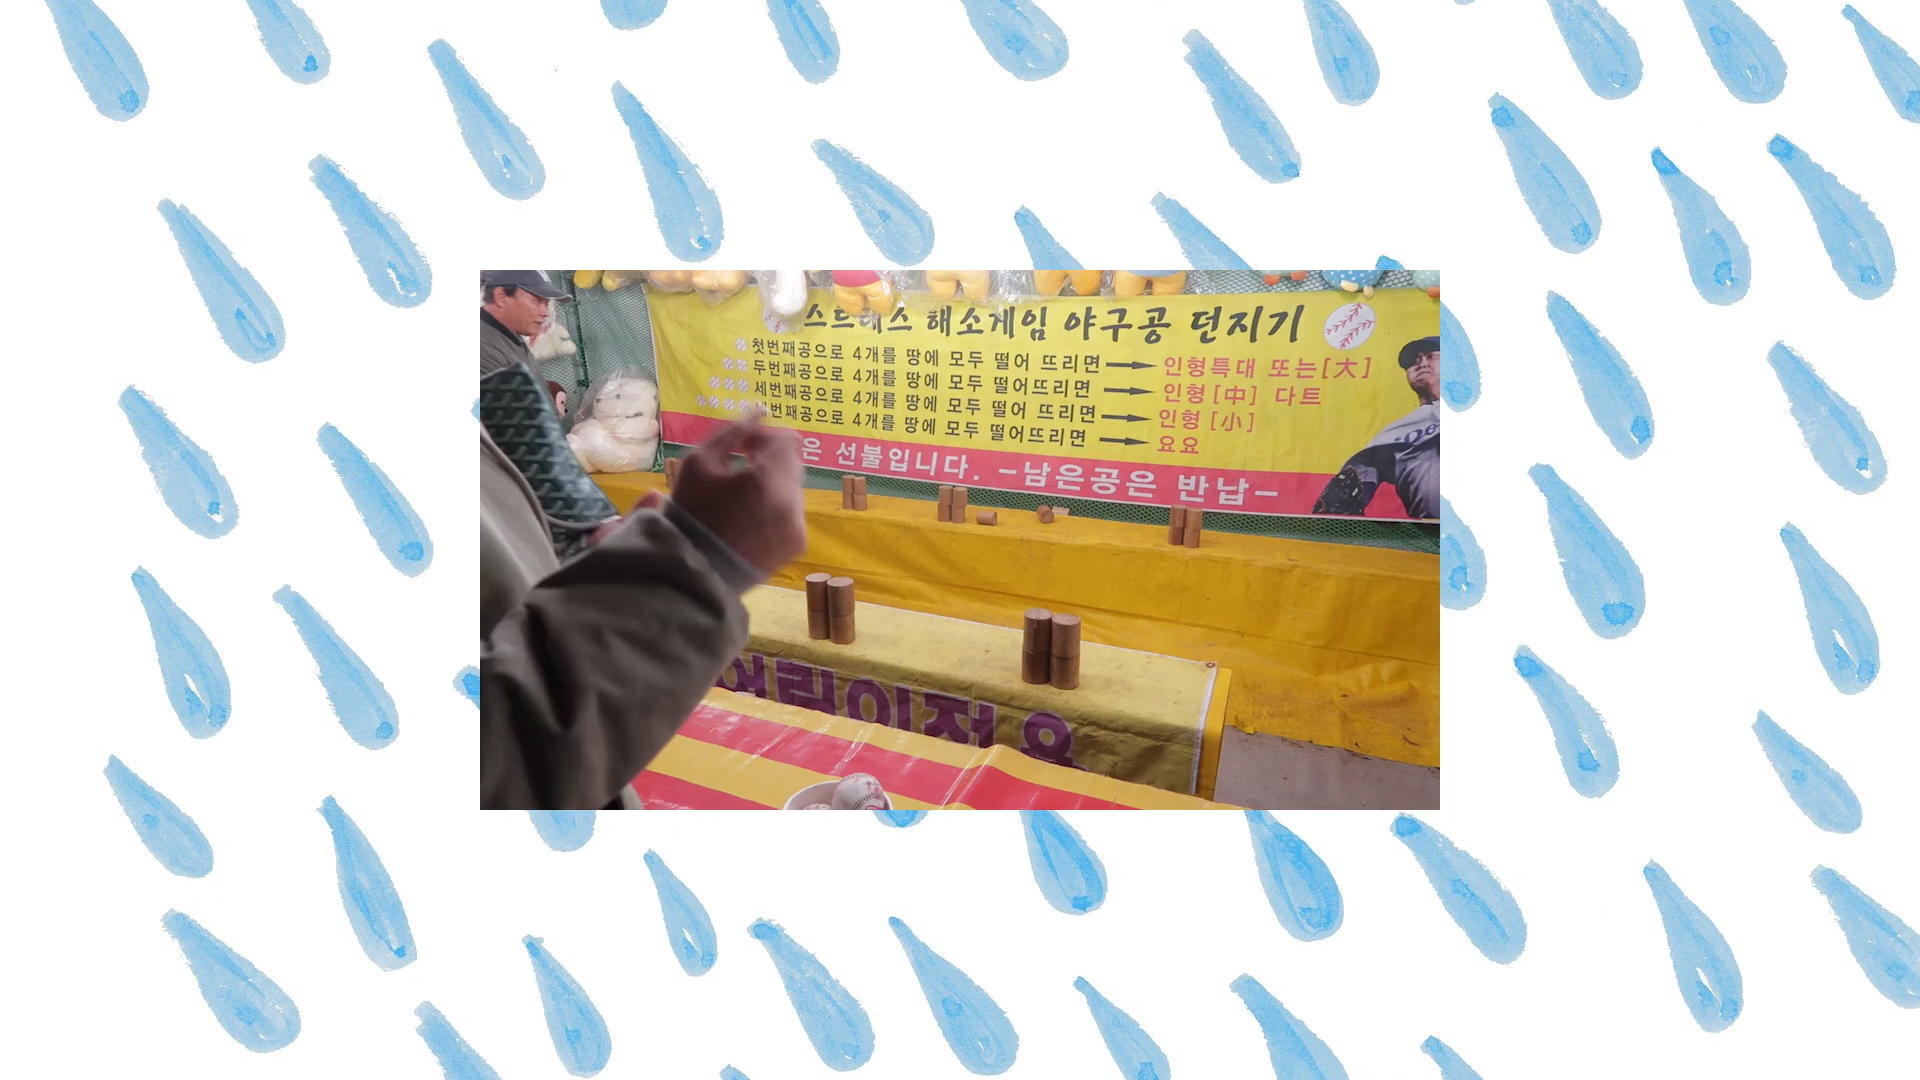 스트레스 해소게임 야구공 던지기
첫번째공으로 4개를 땅에 모두 떨어 뜨리면 → 인형특대 또는[大]
두번째공으로 4개를 땅에 모두 떨어뜨리면 → 인형[中] 다트
세번째공으로 4개를 땅에 모두 떨어 뜨리면 → 인형[小]
네번째공으로 4개를 땅에 모두 떨어뜨리면 → 요요
은 선불입니다. -남은공은 반납-
어린이전용